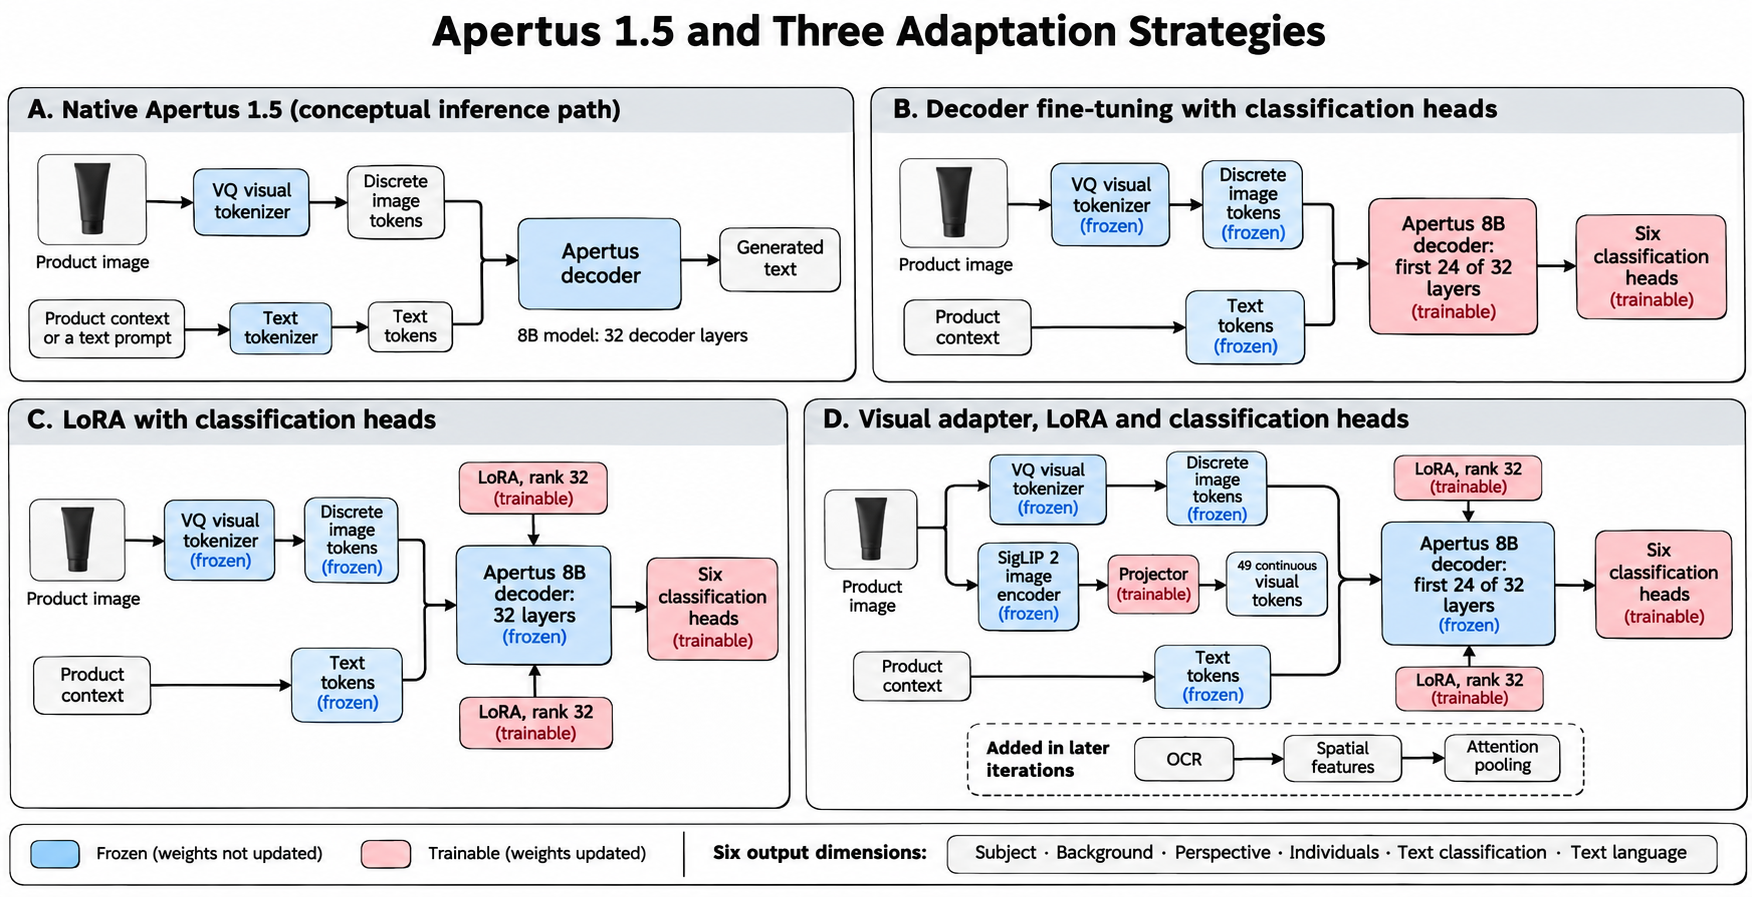 Apertus 1.5 and Three Adaptation Strategies
A. Native Apertus 1.5 (conceptual inference path)
Product image
VQ visual
tokenizer
Discrete
image
tokens
Product context
or a text prompt
Text
tokenizer
Text
tokens
Apertus
decoder
8B model: 32 decoder layers
Generated
text
B. Decoder fine-tuning with classification heads
Product image
VQ visual
tokenizer
(frozen)
Discrete
image
tokens
(frozen)
Product
context
Text
tokens
(frozen)
Apertus 8B
decoder:
first 24 of 32
layers
(trainable)
Six
classification
heads
(trainable)
C. LoRA with classification heads
Product image
VQ visual
tokenizer
(frozen)
Discrete
image
tokens
(frozen)
Product
context
Text
tokens
(frozen)
LoRA, rank 32
(trainable)
Apertus 8B
decoder:
32 layers
(frozen)
LoRA, rank 32
(trainable)
Six
classification
heads
(trainable)
D. Visual adapter, LoRA and classification heads
Product
image
VQ visual
tokenizer
(frozen)
Discrete
image
tokens
(frozen)
SigLIP 2
image
encoder
(frozen)
Projector
(trainable)
49 continuous
visual
tokens
Product
context
Text
tokens
(frozen)
LoRA, rank 32
(trainable)
Apertus 8B
decoder:
first 24 of 32
layers
(frozen)
LoRA, rank 32
(trainable)
Six
classification
heads
(trainable)
Added in later
iterations
OCR
Spatial
features
Attention
pooling
Frozen (weights not updated)
Trainable (weights updated)
Six output dimensions:
Subject · Background · Perspective · Individuals · Text classification · Text language